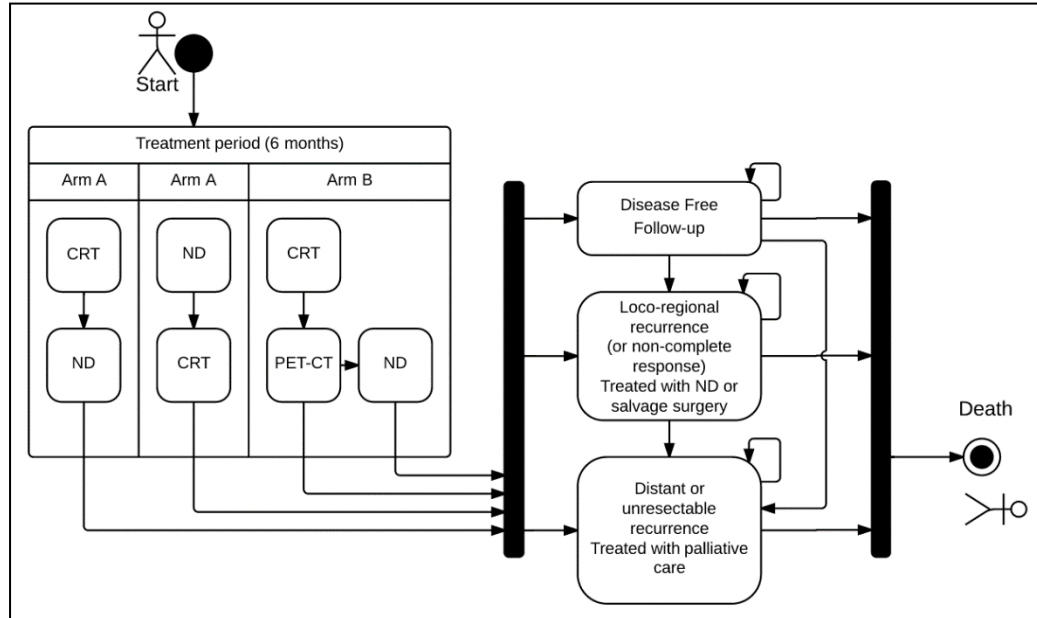 Start
Treatment period (6 months)
Arm A
Arm A
Arm B
CRT
ND
CRT
ND
CRT
PET-CT
ND
Disease Free
Follow-up
Loco-regional
recurrence
(or non-complete
response)
Treated with ND or
salvage surgery
Distant or
unresectable
recurrence
Treated with palliative
care
Death